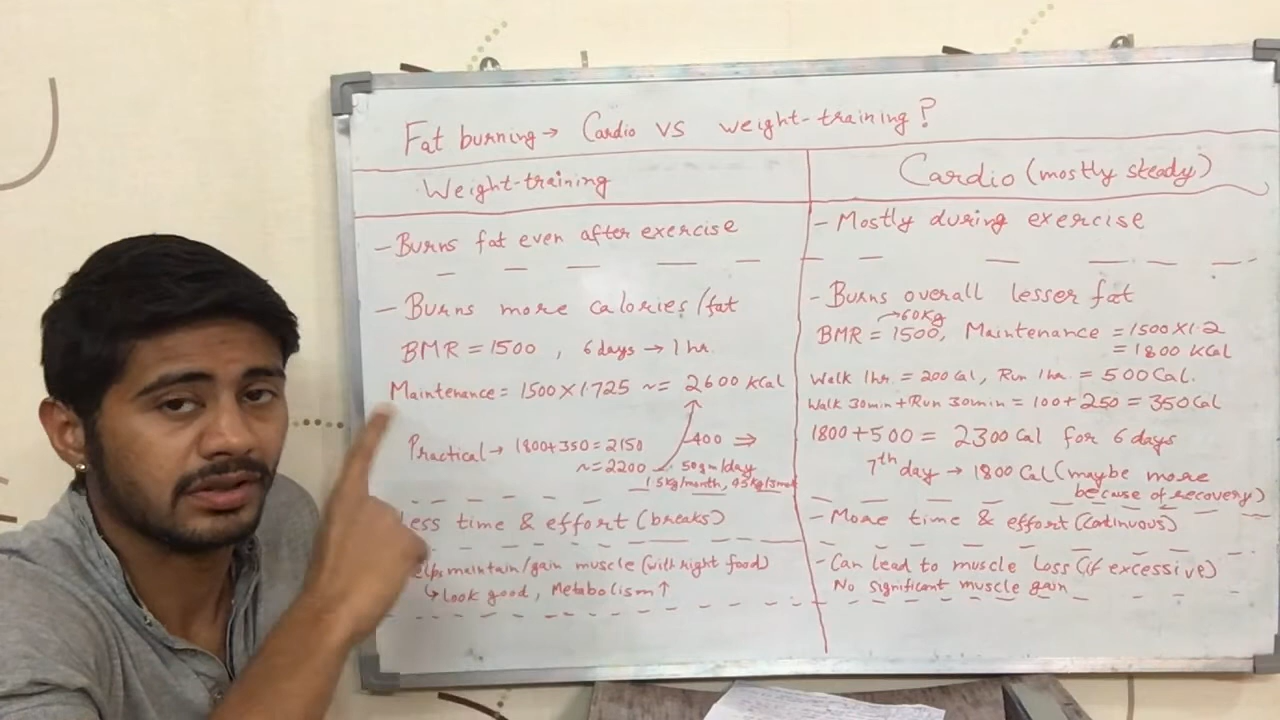 Fat burning → Cardio vs weight-training?
Weight-training
- Burns fat even after exercise
- Burns more calories/fat
BMR = 1500 , 6 days → 1 hr.
Maintenance = 1500 X 1.725 ~= 2600 KCal
Practical → 1800+350 = 2150
~= 2200
400 ⇒
50gm/day
1.5kg/month, 4.5kg/3mon
Less time & effort (breaks)
maintain/gain muscle (with right food)
↳ Look good, Metabolism ↑
Cardio (mostly steady)
- Mostly during exercise
- Burns overall lesser fat
→ 60Kg
BMR = 1500, Maintenance = 1500 X 1.2
= 1800 KCal
Walk 1hr. = 200 Cal, Run 1hr. = 500 Cal.
Walk 30min + Run 30min = 100 + 250 = 350 Cal
1800 + 500 = 2300 Cal for 6 days
7th day → 1800 Cal (maybe more
because of recovery)
- More time & effort (continuous)
- Can lead to muscle loss (if excessive)
No significant muscle gain